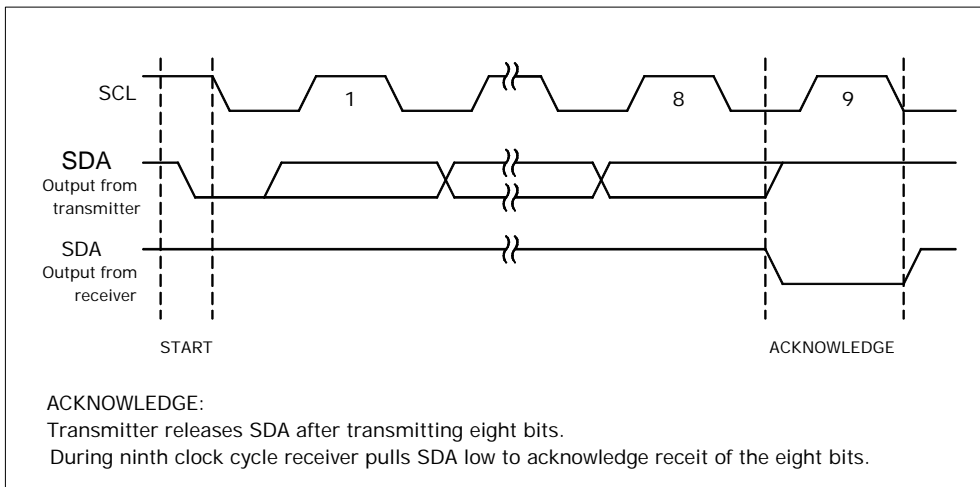 SCL
1
8
9
SDA
Output from
transmitter
SDA
Output from
receiver
START
ACKNOWLEDGE
ACKNOWLEDGE:
Transmitter releases SDA after transmitting eight bits.
During ninth clock cycle receiver pulls SDA low to acknowledge receit of the eight bits.